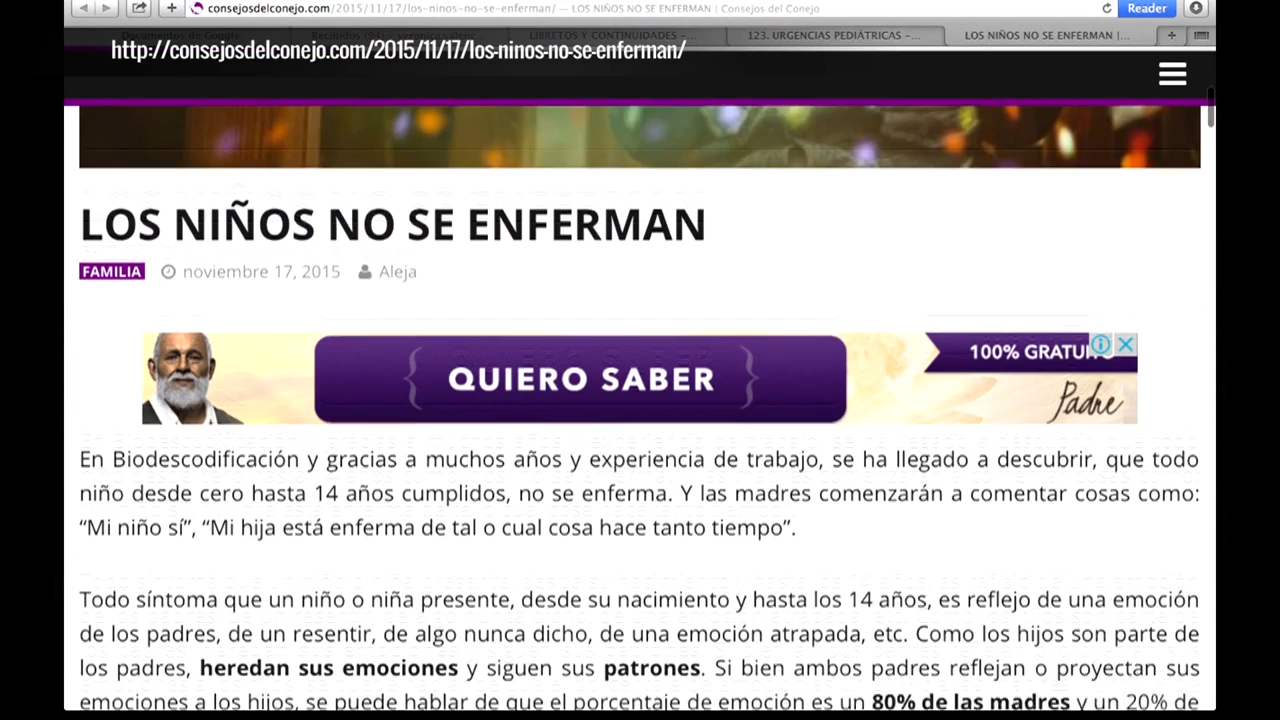 consejosdelconejo.com/2015/11/17/los-ninos-no-se-enferman/ — LOS NIÑOS NO SE ENFERMAN | Consejos del Conejo
Reader
Documentos de Google
LIBRETOS Y CONTINUIDADES –...
123. URGENCIAS PEDIÁTRICAS –...
LOS NIÑOS NO SE ENFERMAN |...
http://consejosdelconejo.com/2015/11/17/los-ninos-no-se-enferman/
LOS NIÑOS NO SE ENFERMAN
FAMILIA noviembre 17, 2015 Aleja
QUIERO SABER
100% GRATUI
Padre
En Biodescodificación y gracias a muchos años y experiencia de trabajo, se ha llegado a descubrir, que todo
niño desde cero hasta 14 años cumplidos, no se enferma. Y las madres comenzarán a comentar cosas como:
“Mi niño sí”, “Mi hija está enferma de tal o cual cosa hace tanto tiempo”.
Todo síntoma que un niño o niña presente, desde su nacimiento y hasta los 14 años, es reflejo de una emoción
de los padres, de un resentir, de algo nunca dicho, de una emoción atrapada, etc. Como los hijos son parte de
los padres, heredan sus emociones y siguen sus patrones. Si bien ambos padres reflejan o proyectan sus
emociones a los hijos, se puede hablar de que el porcentaje de emoción es un 80% de las madres y un 20% de